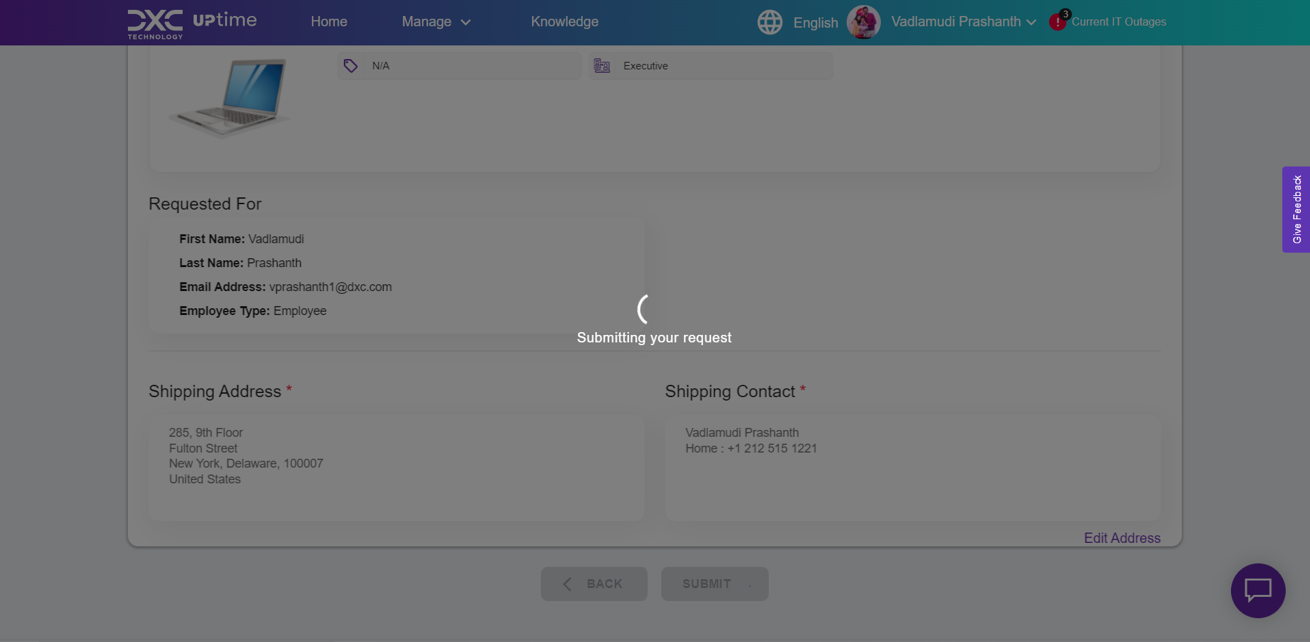 DXC TECHNOLOGY UPtime Home Manage Knowledge English Vadlamudi Prashanth ! 3 Current IT Outages
N/A Executive
Give Feedback
Requested For
First Name: Vadlamudi
Last Name: Prashanth
Email Address: vprashanth1@dxc.com
Employee Type: Employee
Submitting your request
Shipping Address *
285, 9th Floor
Fulton Street
New York, Delaware, 100007
United States
Shipping Contact *
Vadlamudi Prashanth
Home : +1 212 515 1221
Edit Address
BACK SUBMIT